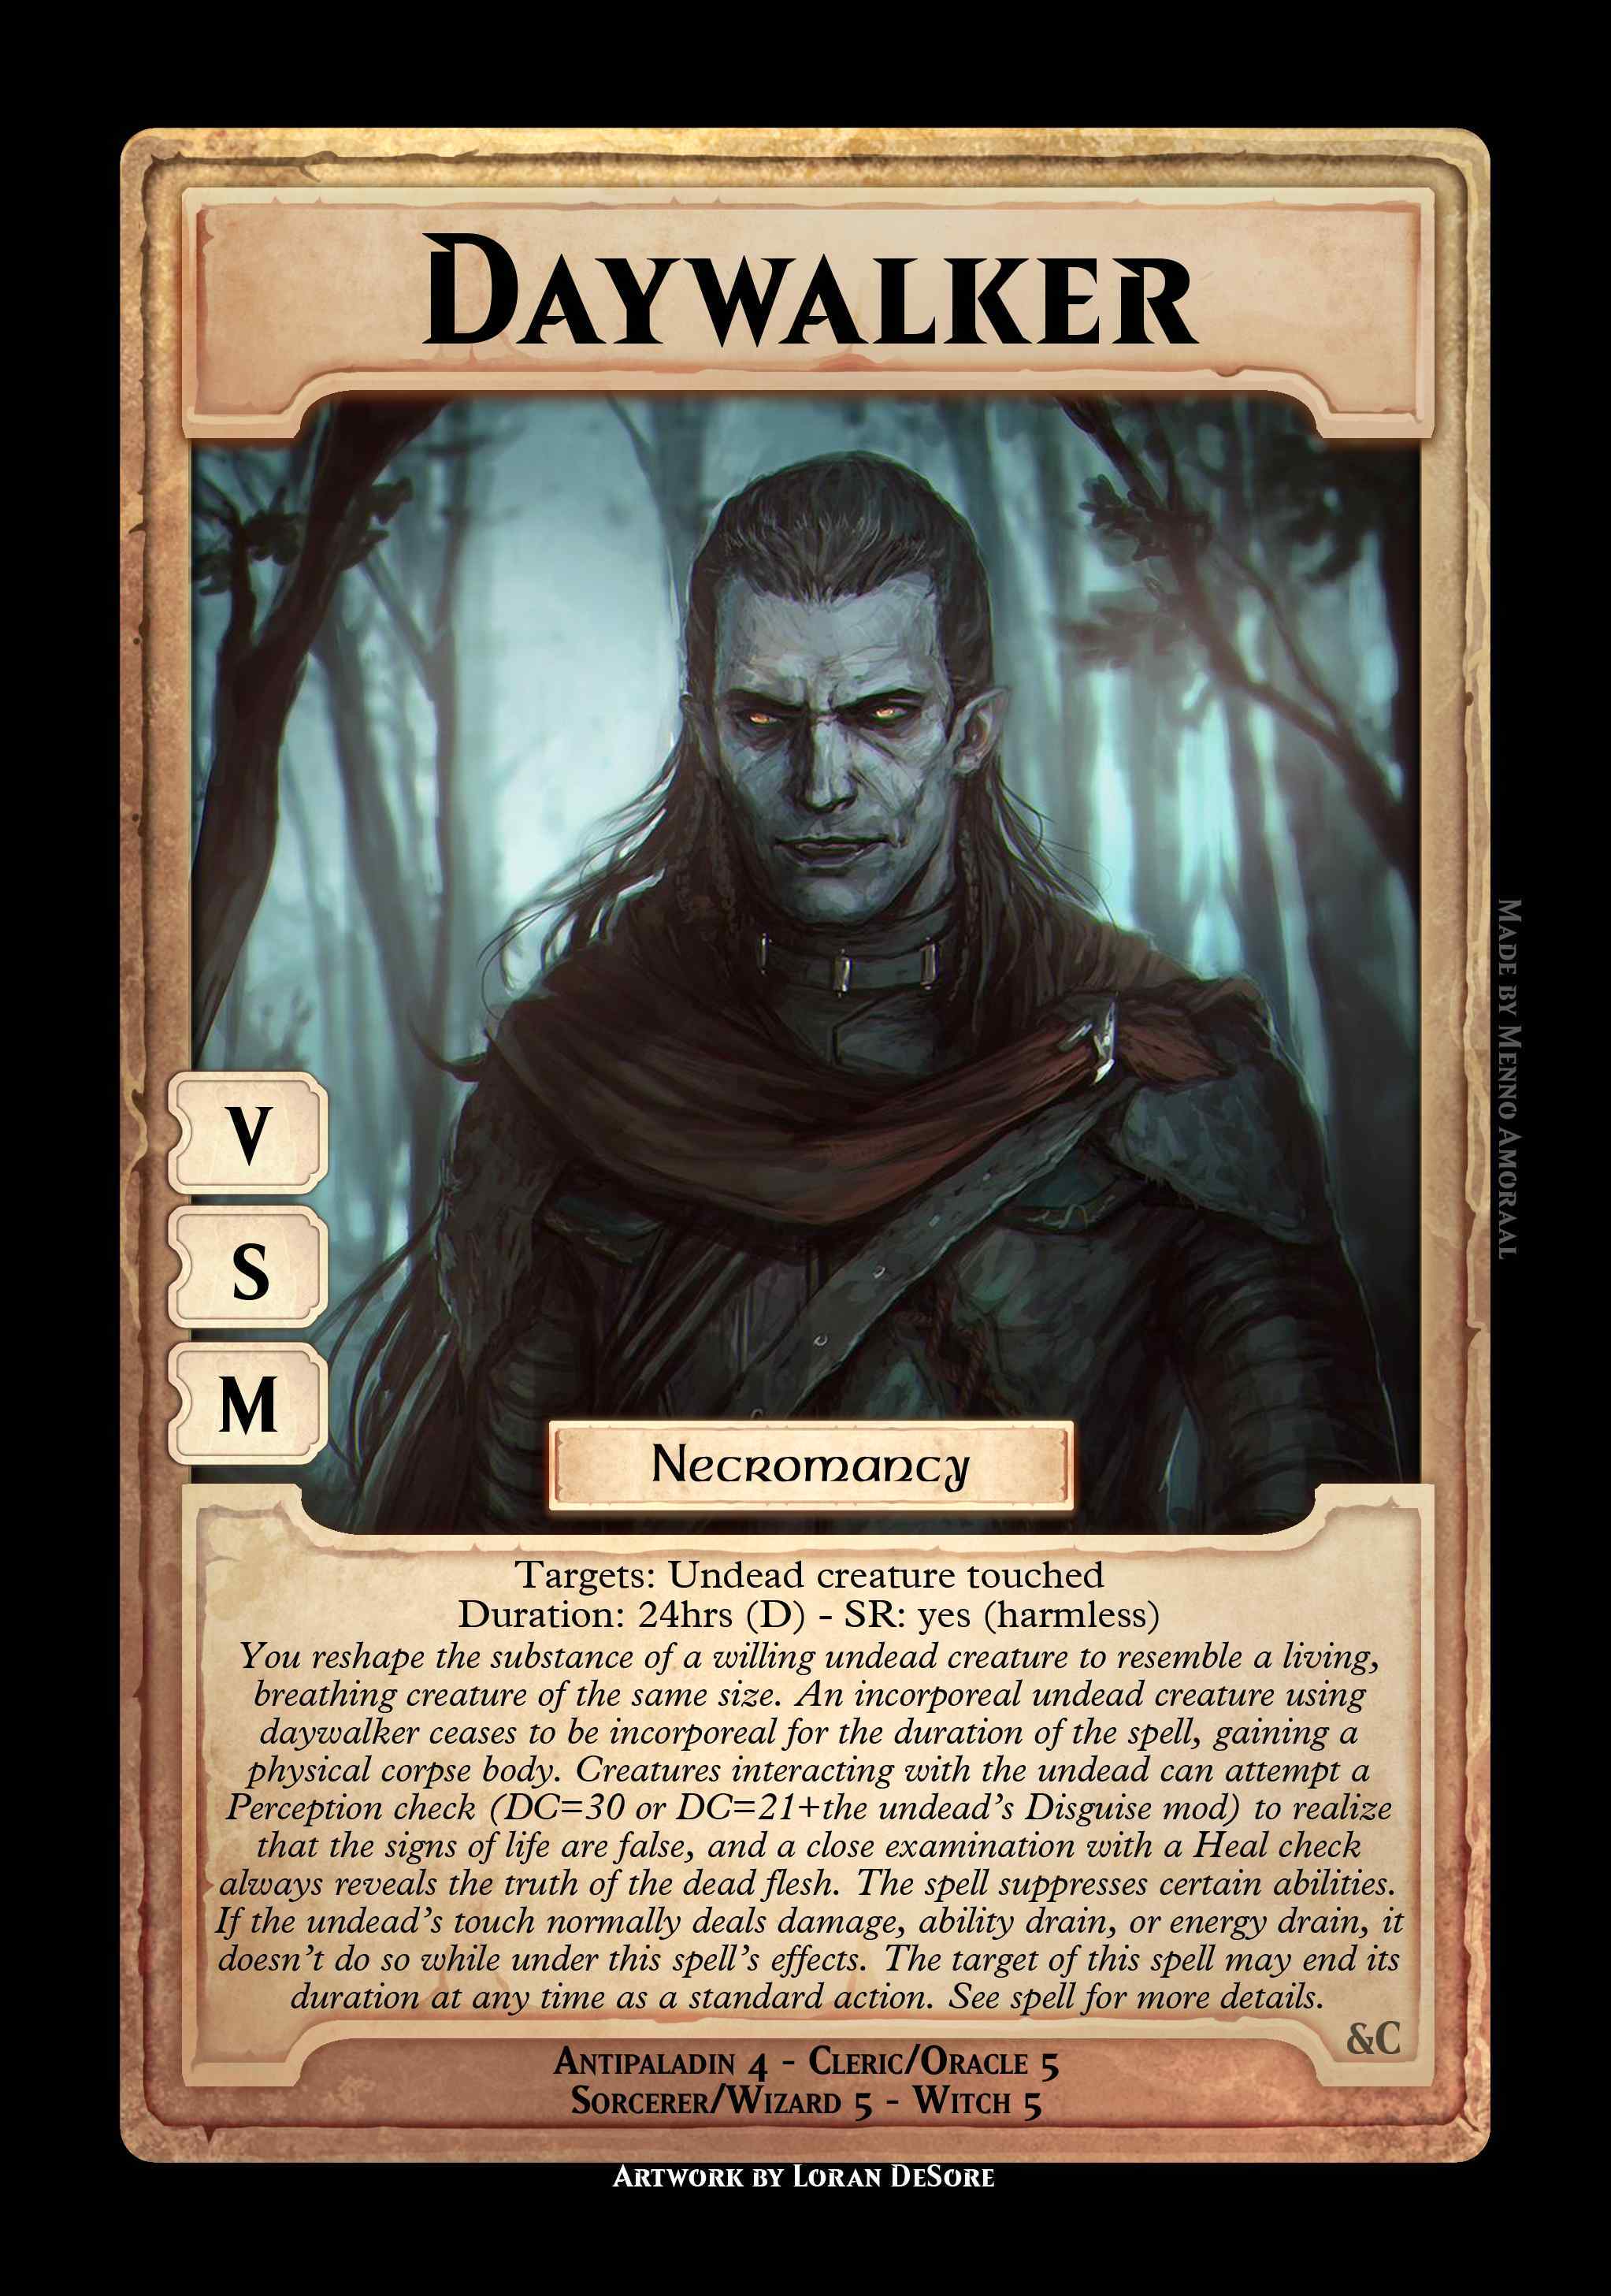 Daywalker
V
S
M
Necromancy
Targets: Undead creature touched
Duration: 24hrs (D) - SR: yes (harmless)
You reshape the substance of a willing undead creature to resemble a living,
breathing creature of the same size. An incorporeal undead creature using
daywalker ceases to be incorporeal for the duration of the spell, gaining a
physical corpse body. Creatures interacting with the undead can attempt a
Perception check (DC=30 or DC=21+the undead's Disguise mod) to realize
that the signs of life are false, and a close examination with a Heal check
always reveals the truth of the dead flesh. The spell suppresses certain abilities.
If the undead's touch normally deals damage, ability drain, or energy drain, it
doesn't do so while under this spell's effects. The target of this spell may end its
duration at any time as a standard action. See spell for more details.
&C
Antipaladin 4 - Cleric/Oracle 5
Sorcerer/Wizard 5 - Witch 5
Artwork by Loran DeSore
Made by Menno Amoraal